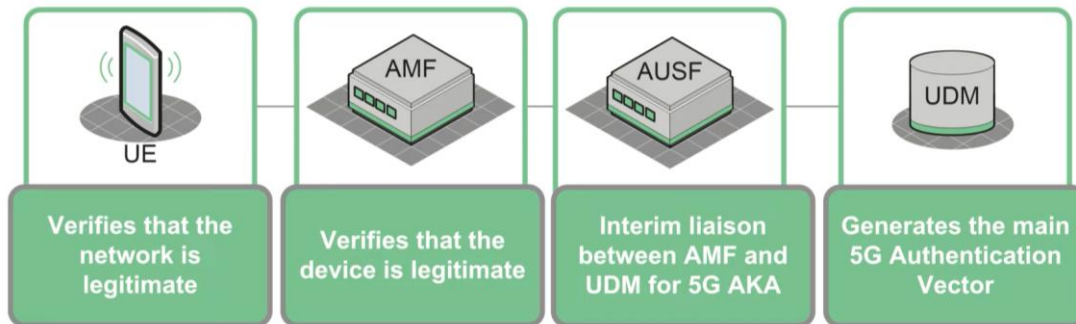 UE
AMF
AUSF
UDM
Verifies that the
network is
legitimate
Verifies that the
device is legitimate
Interim liaison
between AMF and
UDM for 5G AKA
Generates the main
5G Authentication
Vector